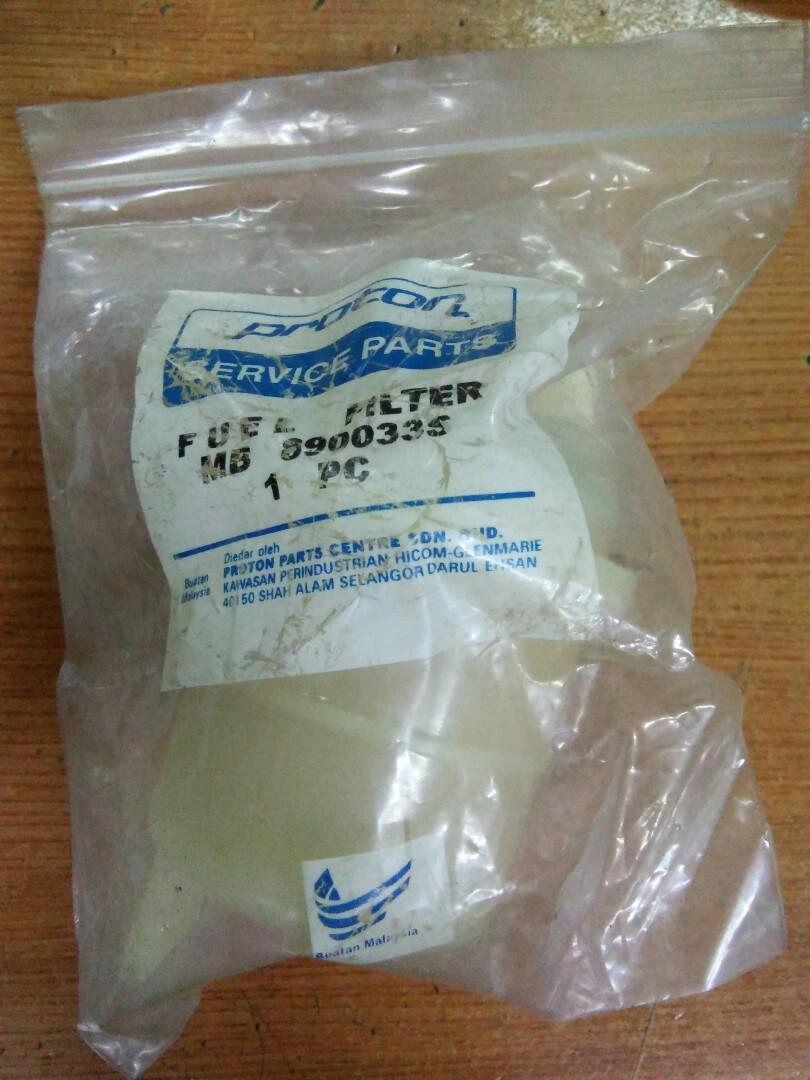 proton
SERVICE PARTS
FUEL FILTER
MB 8900335
1 PC
Diedar oleh
PROTON PARTS CENTRE SDN. BHD.
KAWASAN PERINDUSTRIAN HICOM-GLENMARIE
40150 SHAH ALAM SELANGOR DARUL EHSAN
Buatan
Malaysia
Buatan Malaysia